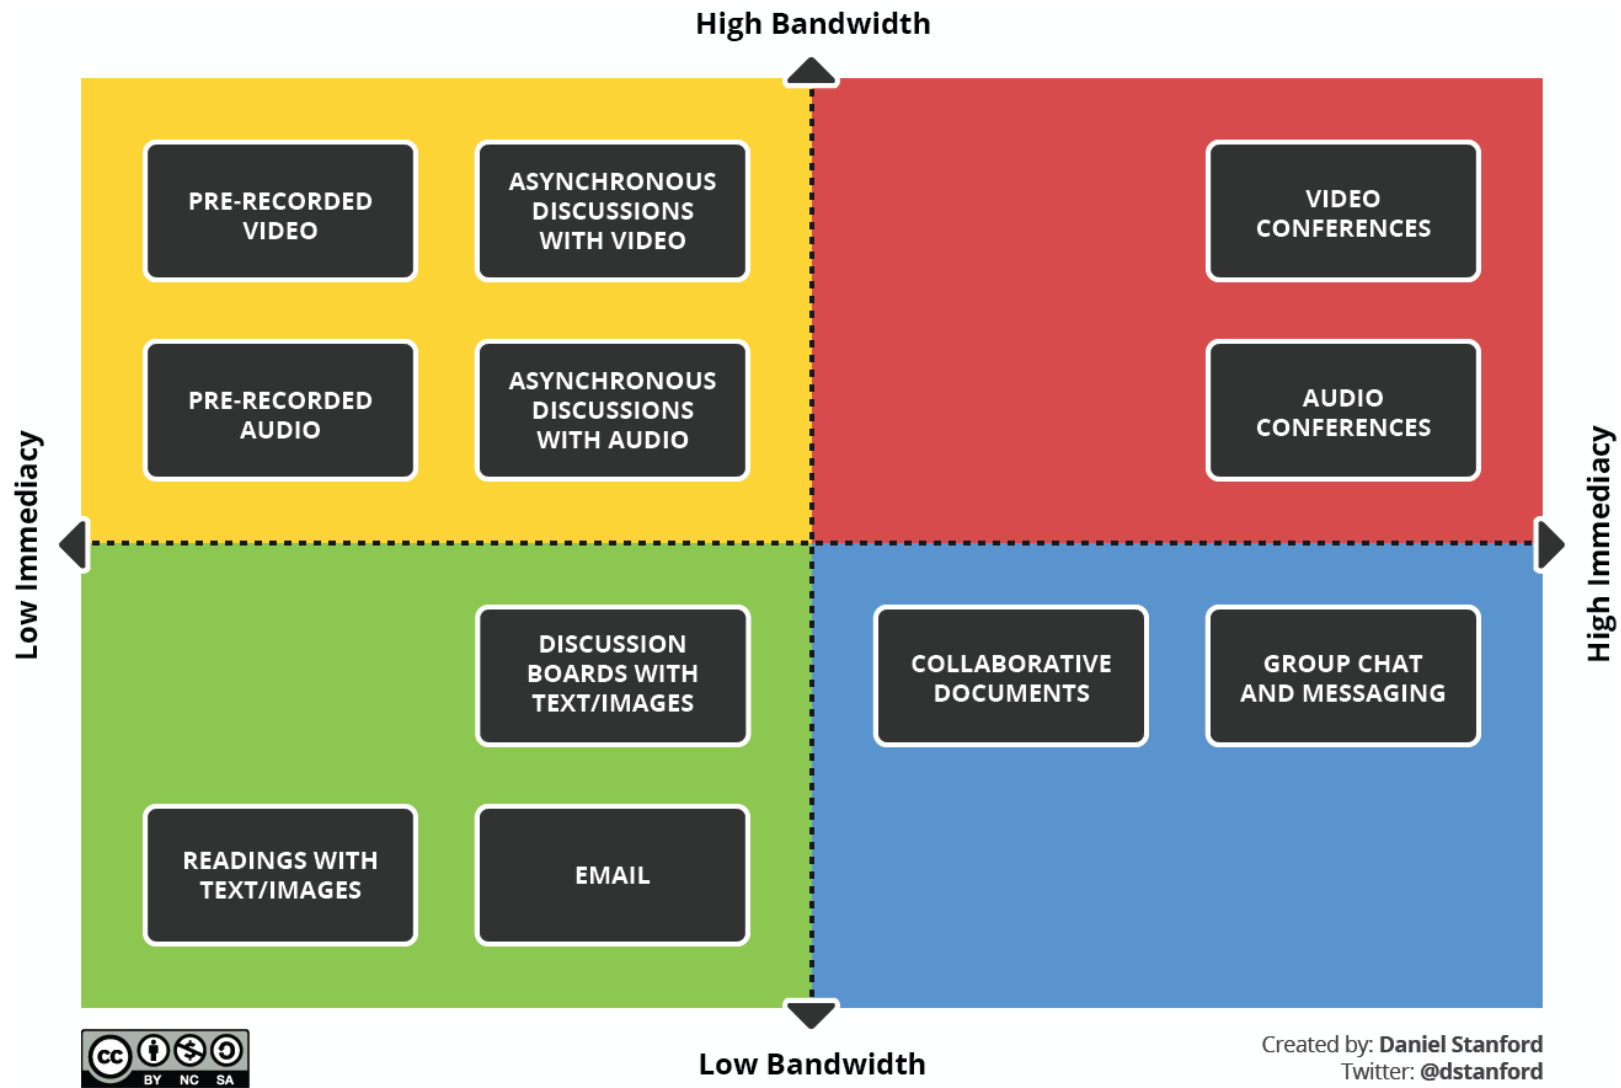 High Bandwidth
PRE-RECORDED
VIDEO
ASYNCHRONOUS
DISCUSSIONS
WITH VIDEO
VIDEO
CONFERENCES
PRE-RECORDED
AUDIO
ASYNCHRONOUS
DISCUSSIONS
WITH AUDIO
AUDIO
CONFERENCES
Low Immediacy
High Immediacy
DISCUSSION
BOARDS WITH
TEXT/IMAGES
COLLABORATIVE
DOCUMENTS
GROUP CHAT
AND MESSAGING
READINGS WITH
TEXT/IMAGES
EMAIL
Low Bandwidth
cc
BY NC SA
Created by: Daniel Stanford
Twitter: @dstanford